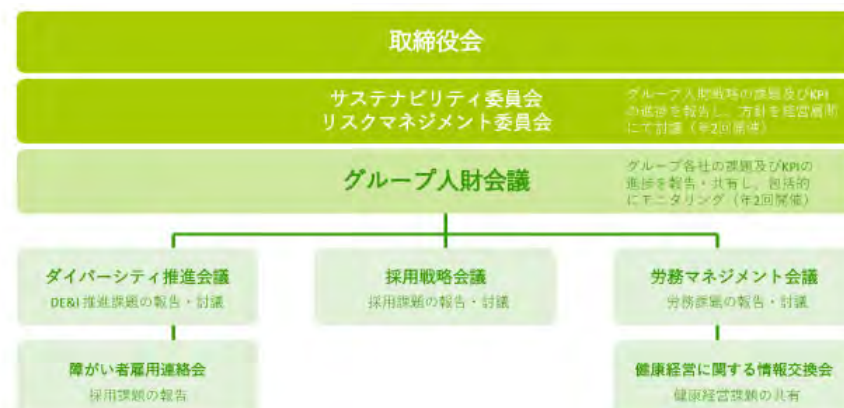 取締役会
サステナビリティ委員会
リスクマネジメント委員会
グループ人財戦略の課題及びKPI
の進捗を報告し、方針を経営層間
にて討議（年2回開催）
グループ人財会議
グループ各社の課題及びKPIの
進捗を報告・共有し、包括的
にモニタリング（年2回開催）
ダイバーシティ推進会議
DE&I 推進課題の報告・討議
採用戦略会議
採用課題の報告・討議
労務マネジメント会議
労務課題の報告・討議
障がい者雇用連絡会
採用課題の報告
健康経営に関する情報交換会
健康経営課題の共有